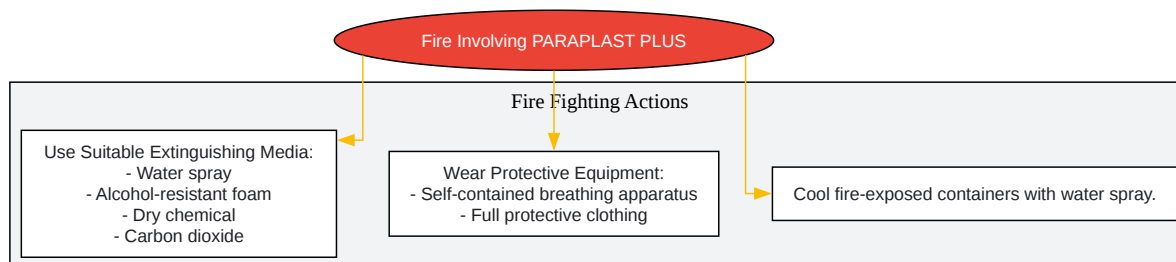 Fire Involving PARAPLAST PLUS
Fire Fighting Actions
Use Suitable Extinguishing Media:
- Water spray
- Alcohol-resistant foam
- Dry chemical
- Carbon dioxide
Wear Protective Equipment:
- Self-contained breathing apparatus
- Full protective clothing
Cool fire-exposed containers with water spray.